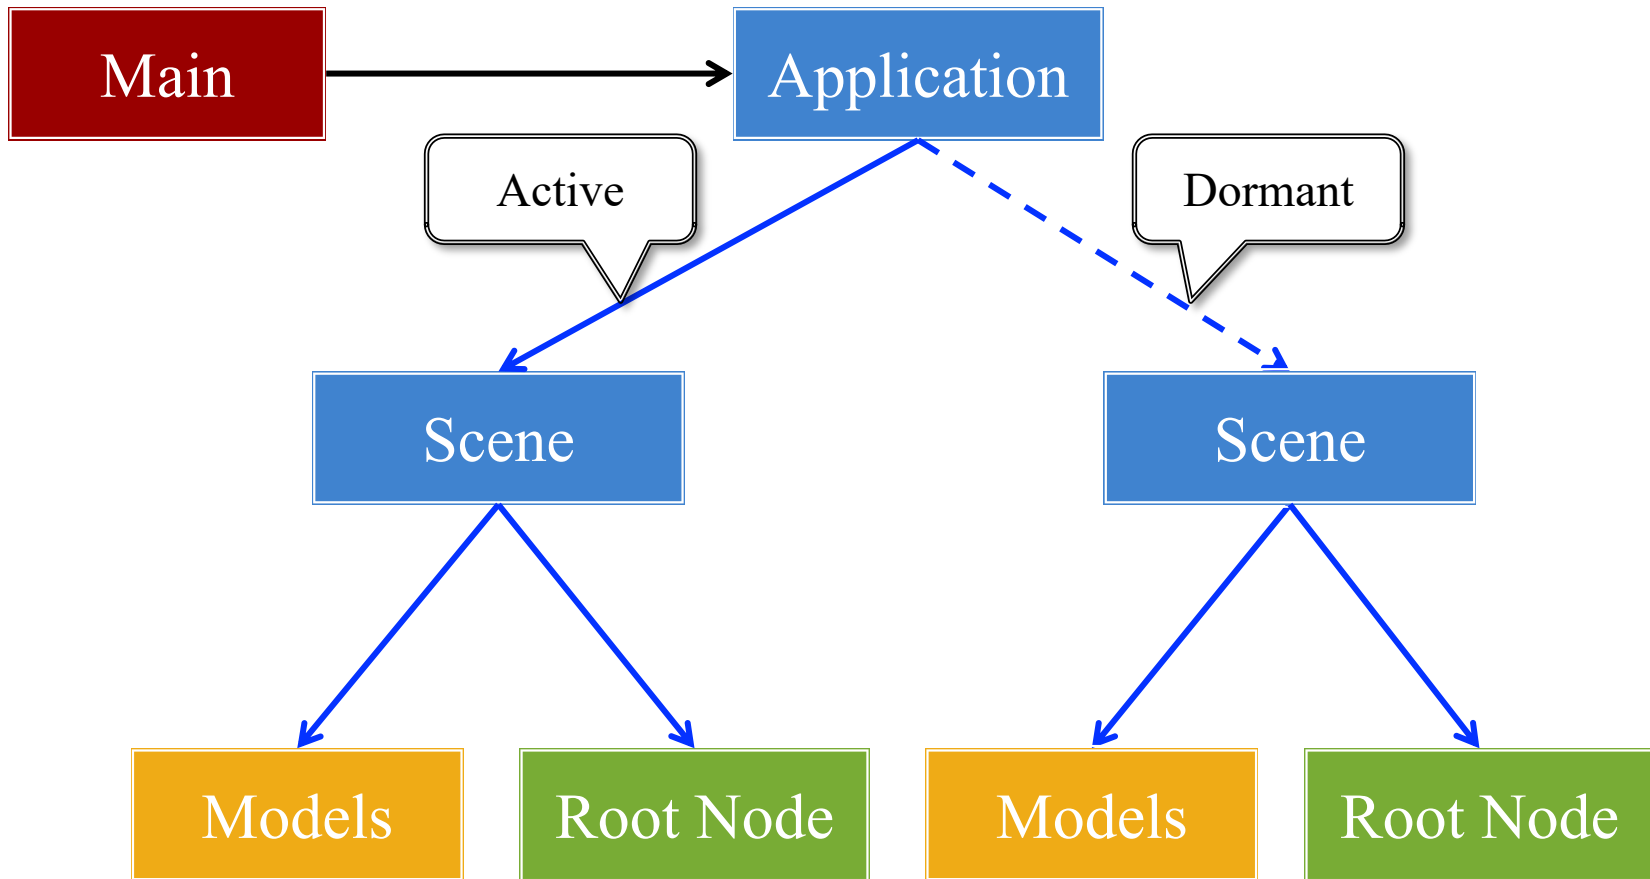 Main
Application
Active
Dormant
Scene
Scene
Models
Root Node
Models
Root Node